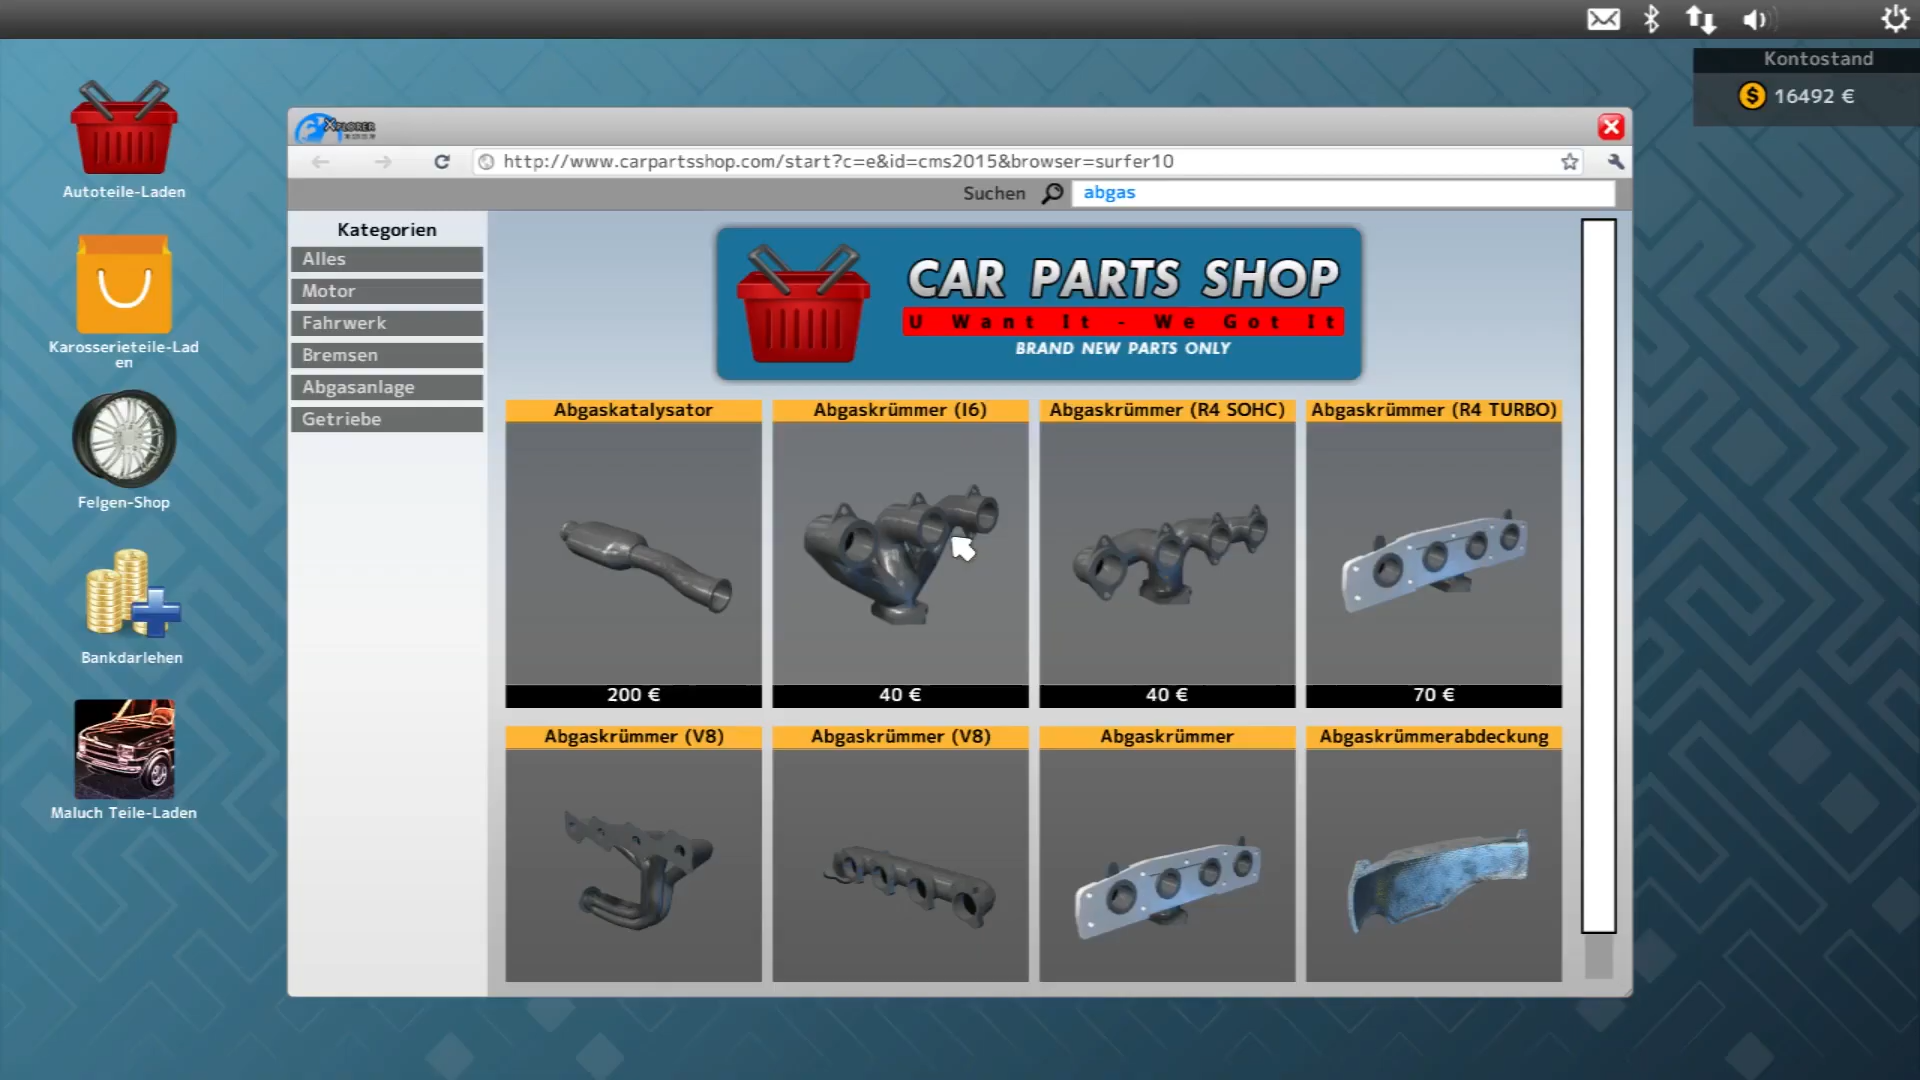 Kontostand
$ 16492 €
Autoteile-Laden
Karosserieteile-Lad
en
Felgen-Shop
Bankdarlehen
Maluch Teile-Laden
XPLORER
http://www.carpartsshop.com/start?c=e&id=cms2015&browser=surfer10
Suchen abgas
Kategorien
Alles
Motor
Fahrwerk
Bremsen
Abgasanlage
Getriebe
CAR PARTS SHOP
U Want It - We Got It
BRAND NEW PARTS ONLY
Abgaskatalysator
200 €
Abgaskrümmer (I6)
40 €
Abgaskrümmer (R4 SOHC)
40 €
Abgaskrümmer (R4 TURBO)
70 €
Abgaskrümmer (V8)
Abgaskrümmer (V8)
Abgaskrümmer
Abgaskrümmerabdeckung